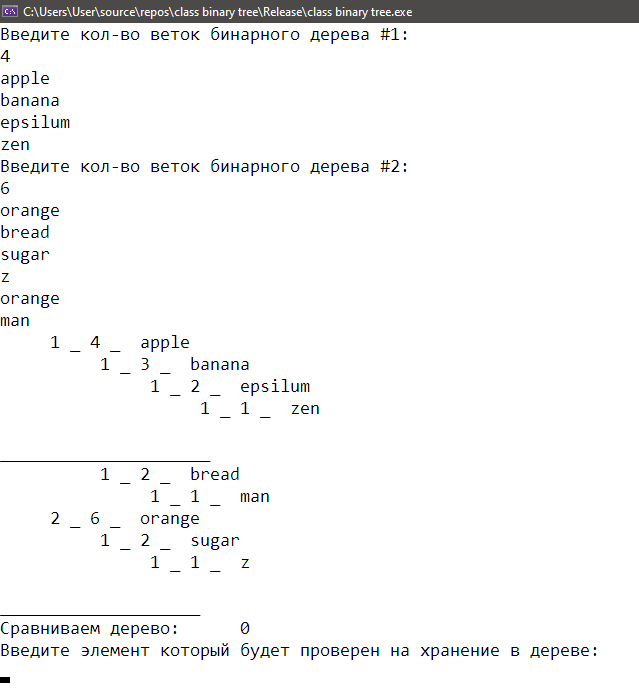 C:\Users\User\source\repos\class binary tree\Release\class binary tree.exe
Введите кол-во веток бинарного дерева #1:
4
apple
banana
epsilum
zen
Введите кол-во веток бинарного дерева #2:
6
orange
bread
sugar
z
orange
man
1 _ 4 _ apple
1 _ 3 _ banana
1 _ 2 _ epsilum
1 _ 1 _ zen
_____________________
1 _ 2 _ bread
1 _ 1 _ man
2 _ 6 _ orange
1 _ 2 _ sugar
1 _ 1 _ z
____________________
Сравниваем дерево: 0
Введите элемент который будет проверен на хранение в дереве: